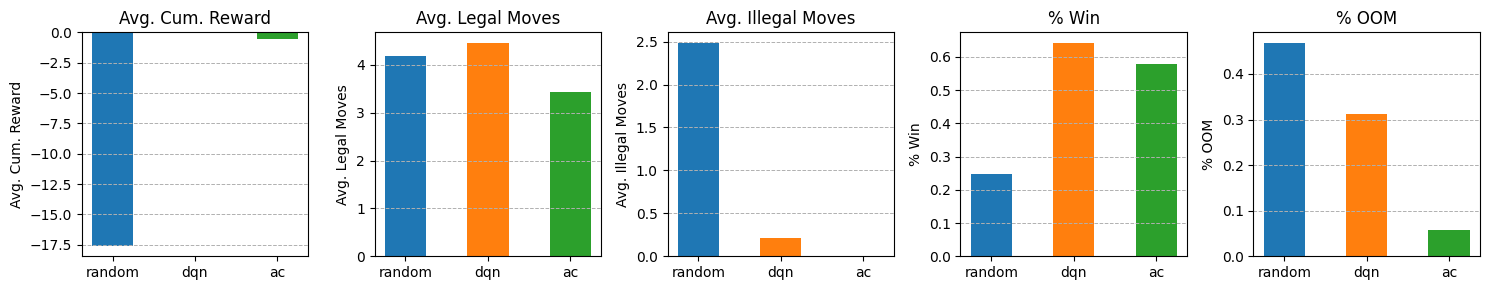 Avg. Cum. Reward
Avg. Cum. Reward
0.0
−2.5
−5.0
−7.5
−10.0
−12.5
−15.0
−17.5
random dqn ac
Avg. Legal Moves
Avg. Legal Moves
4
3
2
1
0
random dqn ac
Avg. Illegal Moves
Avg. Illegal Moves
2.5
2.0
1.5
1.0
0.5
0.0
random dqn ac
% Win
% Win
0.6
0.5
0.4
0.3
0.2
0.1
0.0
random dqn ac
% OOM
% OOM
0.4
0.3
0.2
0.1
0.0
random dqn ac